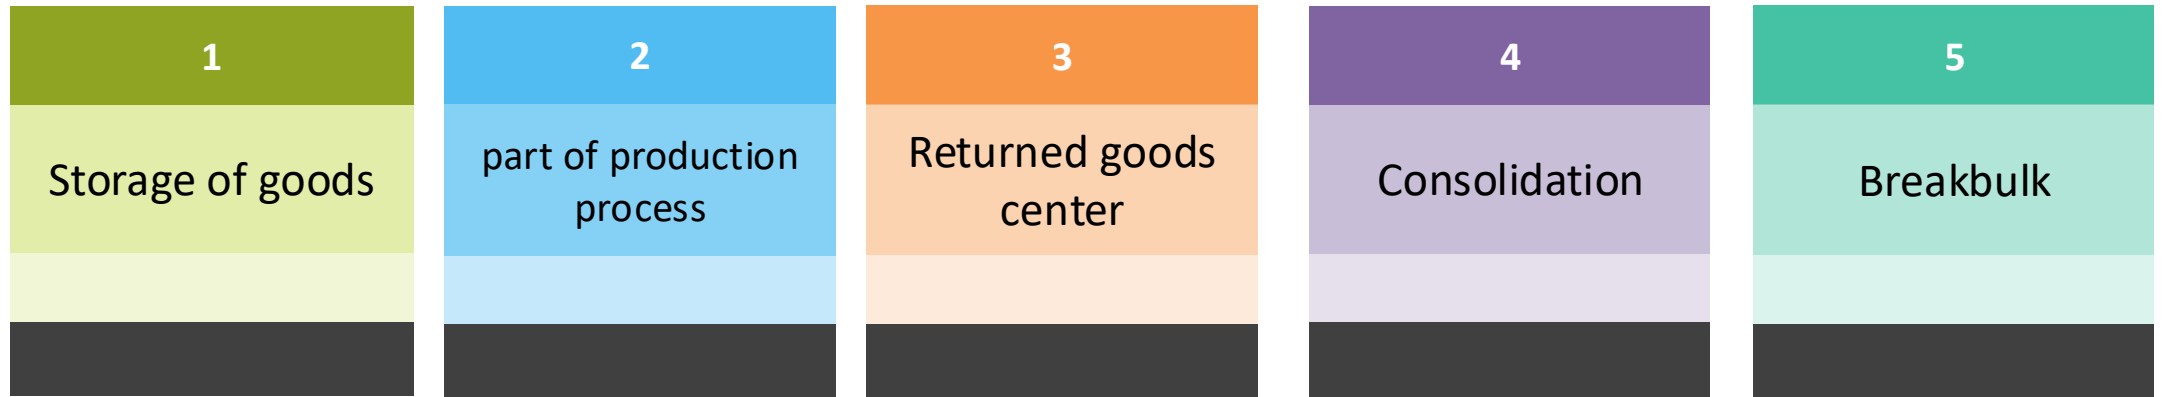 1
Storage of goods
2
part of production
process
3
Returned goods
center
4
Consolidation
5
Breakbulk